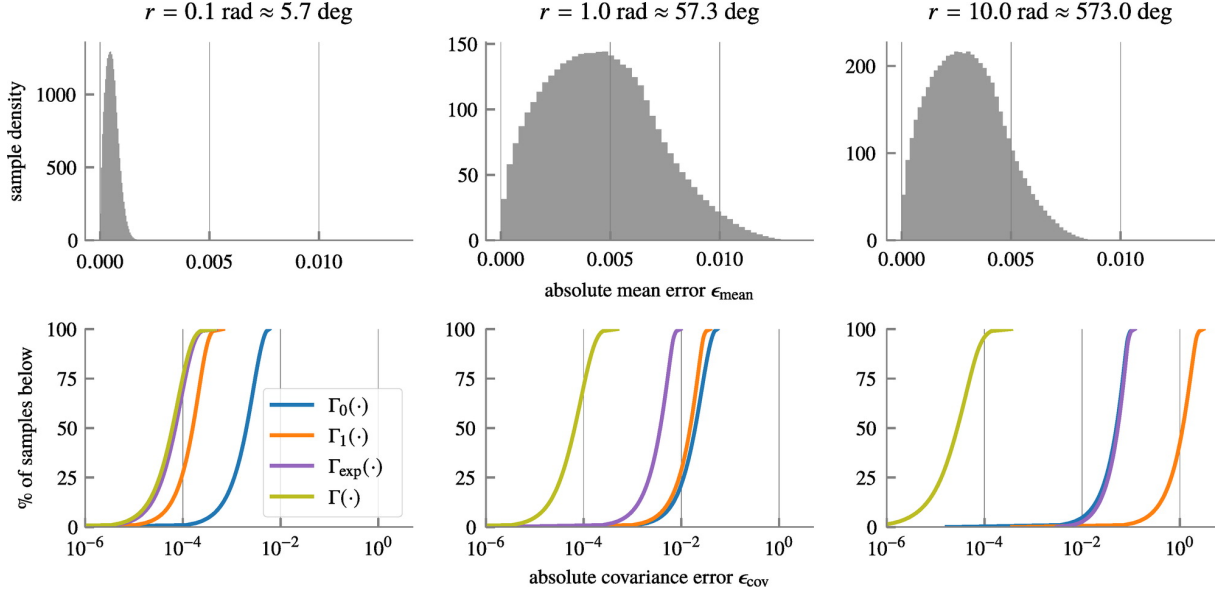 r = 0.1 rad ≈ 5.7 deg
r = 1.0 rad ≈ 57.3 deg
r = 10.0 rad ≈ 573.0 deg
sample density
1000
500
0
0.000 0.005 0.010
150
100
50
0
0.000 0.005 0.010
200
100
0
0.000 0.005 0.010
absolute mean error ϵ_mean
% of samples below
100
75
50
25
0
10⁻⁶ 10⁻⁴ 10⁻² 10⁰
Γ₀(·)
Γ₁(·)
Γ_exp(·)
Γ(·)
100
75
50
25
0
10⁻⁶ 10⁻⁴ 10⁻² 10⁰
100
75
50
25
0
10⁻⁶ 10⁻⁴ 10⁻² 10⁰
absolute covariance error ϵ_cov